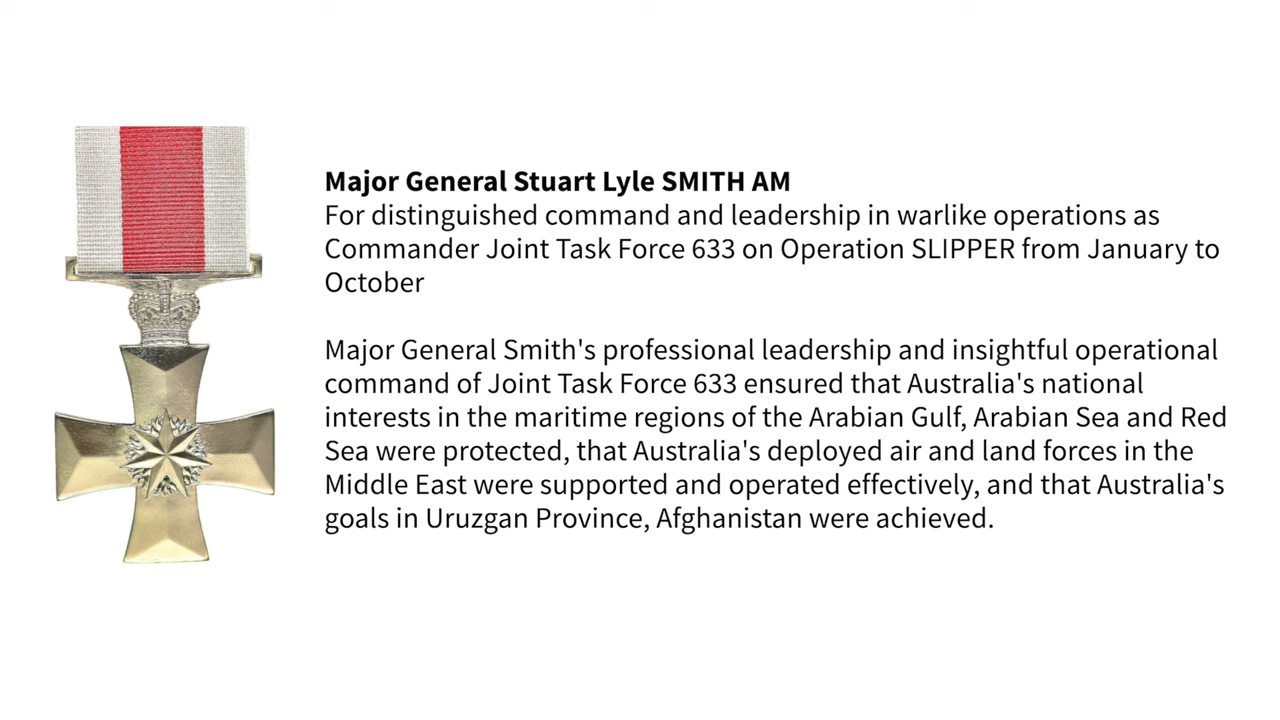 Major General Stuart Lyle SMITH AM
For distinguished command and leadership in warlike operations as
Commander Joint Task Force 633 on Operation SLIPPER from January to
October
Major General Smith's professional leadership and insightful operational
command of Joint Task Force 633 ensured that Australia's national
interests in the maritime regions of the Arabian Gulf, Arabian Sea and Red
Sea were protected, that Australia's deployed air and land forces in the
Middle East were supported and operated effectively, and that Australia's
goals in Uruzgan Province, Afghanistan were achieved.